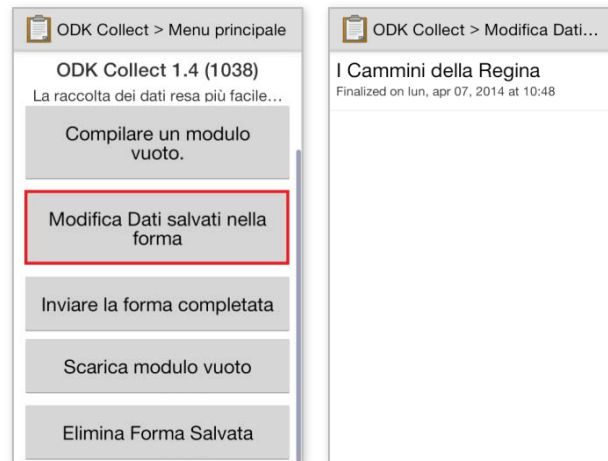 ODK Collect > Menu principale
ODK Collect 1.4 (1038)
La raccolta dei dati resa più facile…
Compilare un modulo
vuoto.
Modifica Dati salvati nella
forma
Inviare la forma completata
Scarica modulo vuoto
Elimina Forma Salvata
ODK Collect > Modifica Dati…
I Cammini della Regina
Finalized on lun, apr 07, 2014 at 10:48